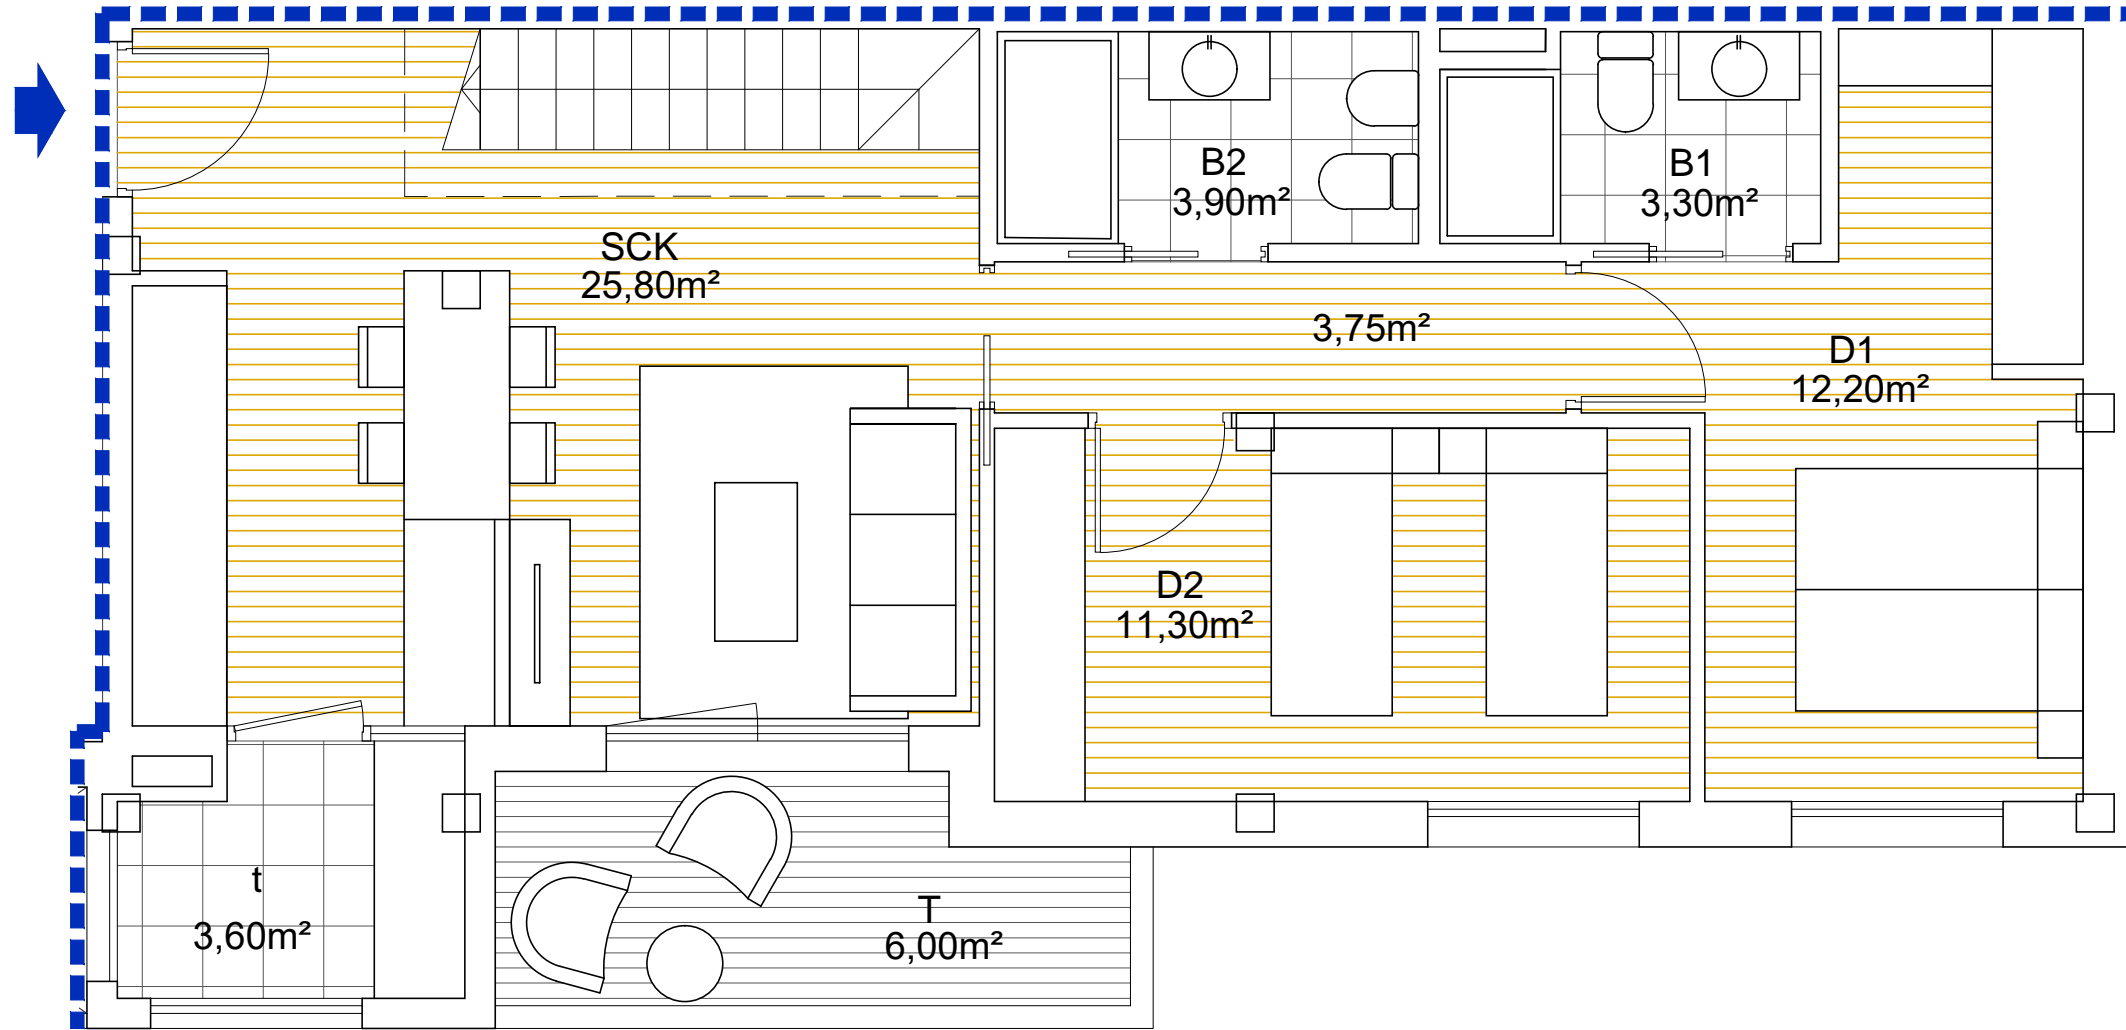 B2
3,90m²
B1
3,30m²
SCK
25,80m²
3,75m²
D1
12,20m²
D2
11,30m²
t
3,60m²
T
6,00m²